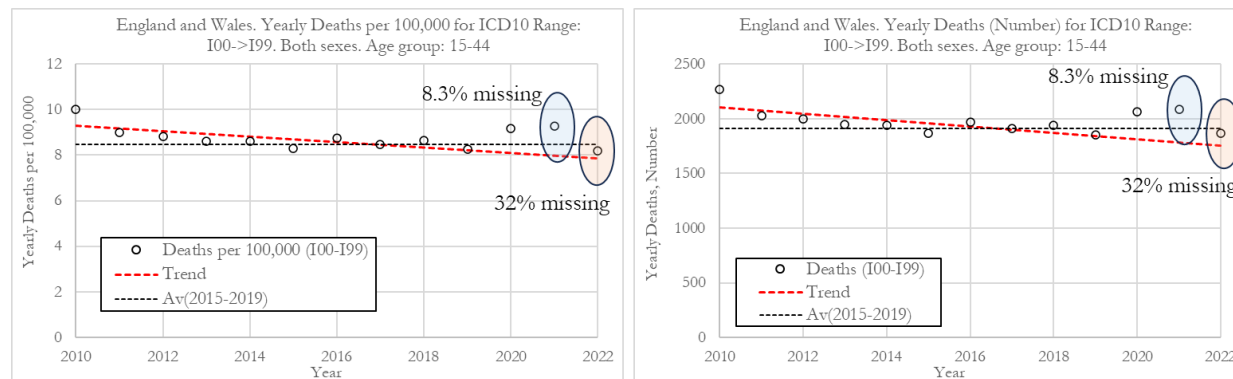 England and Wales. Yearly Deaths per 100,000 for ICD10 Range:
I00->I99. Both sexes. Age group: 15-44
Yearly Deaths per 100,000
12
10
8
6
4
2
0
8.3% missing
32% missing
Deaths per 100,000 (I00-I99)
Trend
Av(2015-2019)
2010
2012
2014
2016
2018
2020
2022
Year
England and Wales. Yearly Deaths (Number) for ICD10 Range:
I00->I99. Both sexes. Age group: 15-44
Yearly Deaths, Number
2500
2000
1500
1000
500
0
8.3% missing
32% missing
Deaths (I00-I99)
Trend
Av(2015-2019)
2010
2012
2014
2016
2018
2020
2022
Year